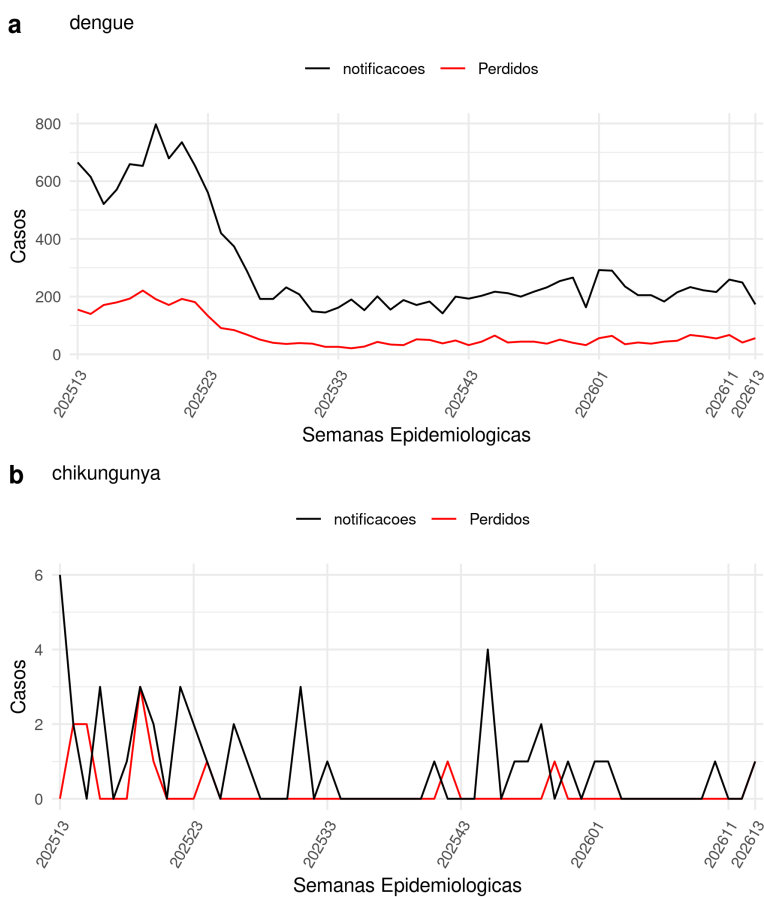 a dengue
notificacoes Perdidos
800
600
400
200
0
Casos
202513 202523 202533 202543 202601 202611 202613
Semanas Epidemiologicas
b chikungunya
notificacoes Perdidos
6
4
2
0
Casos
202513 202523 202533 202543 202601 202611 202613
Semanas Epidemiologicas